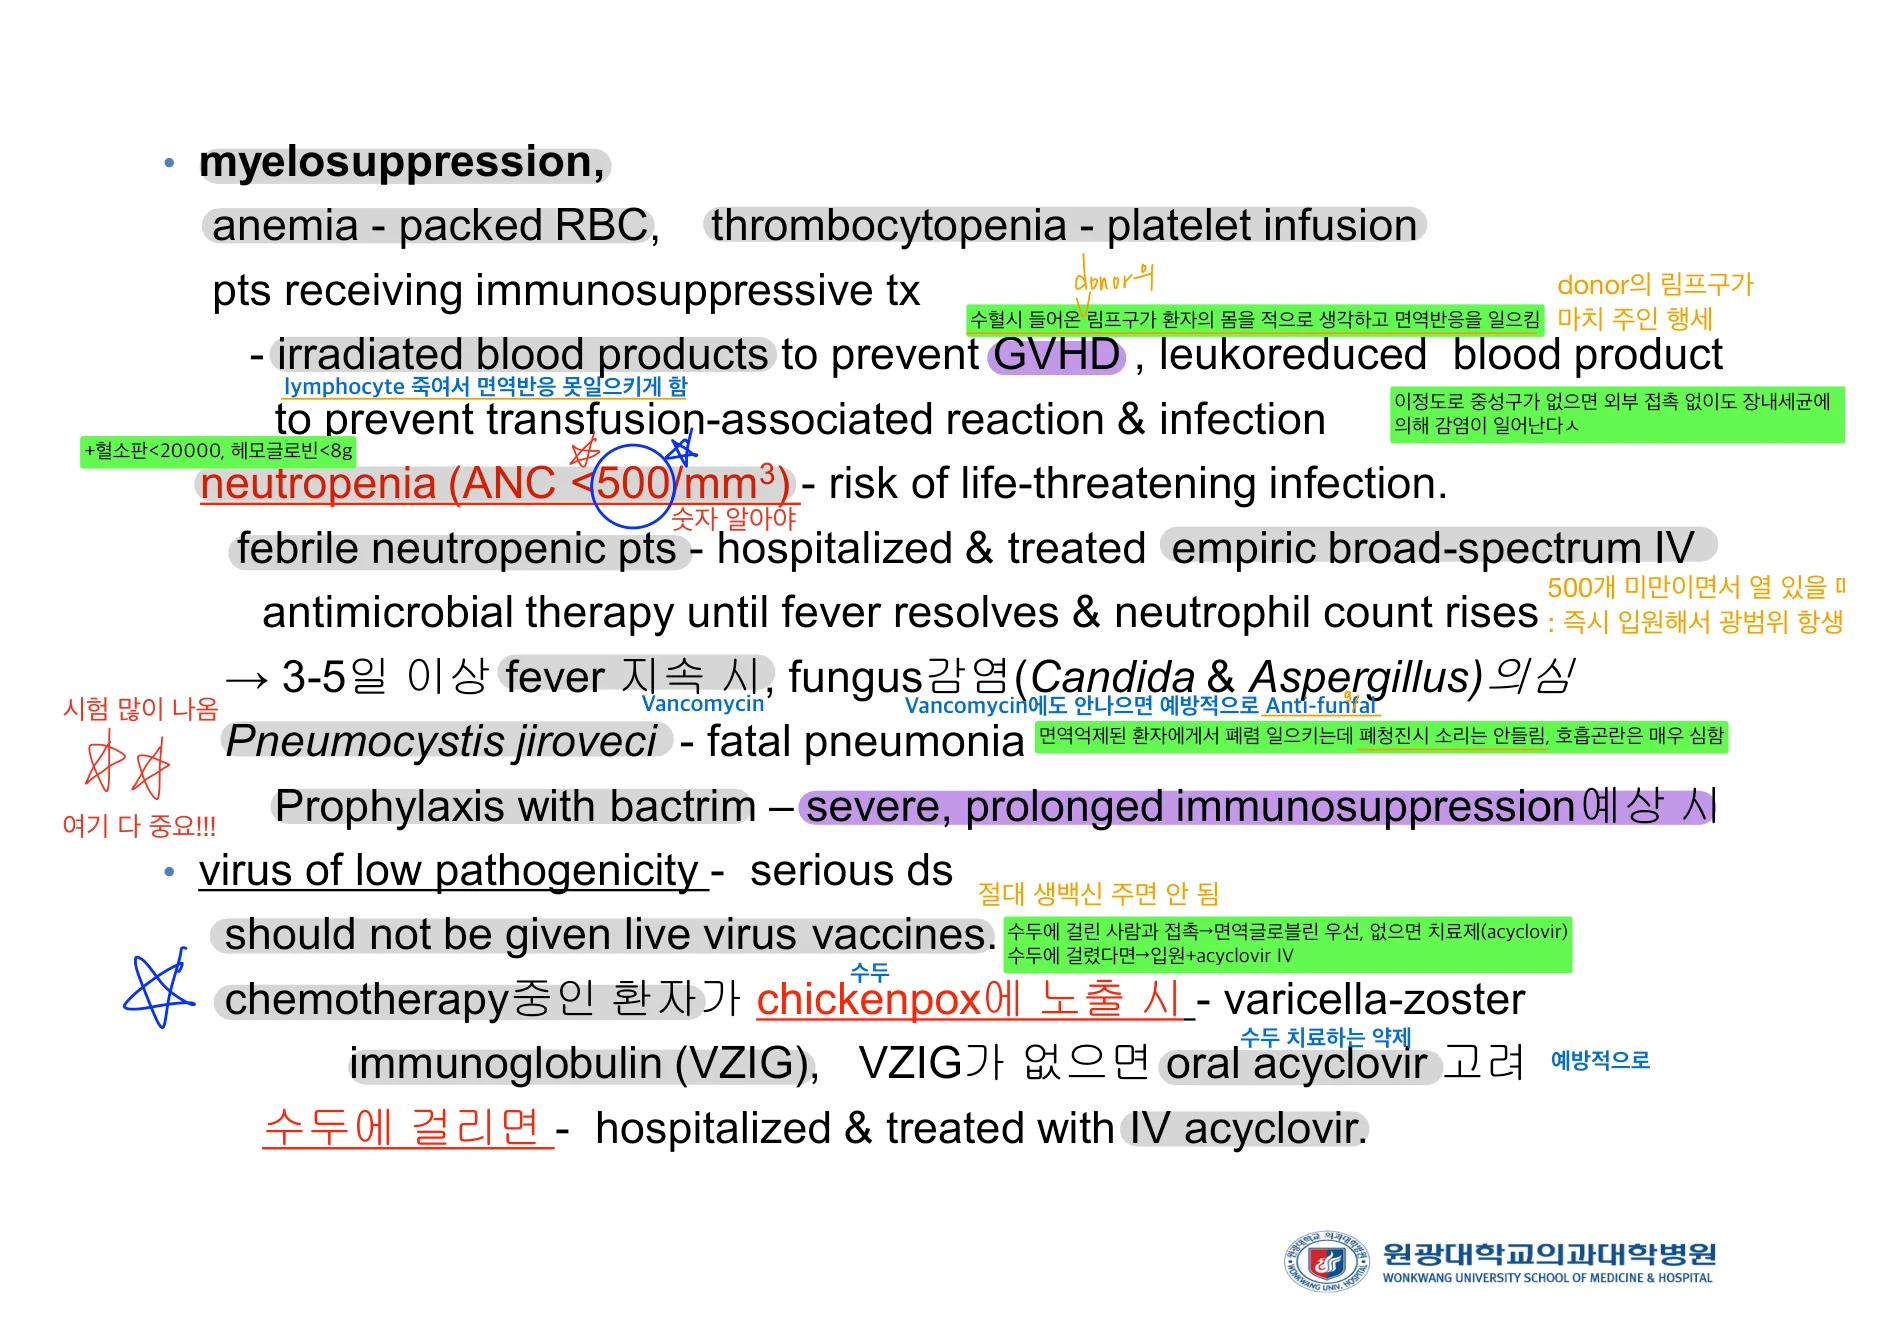 • myelosuppression,
anemia - packed RBC, thrombocytopenia - platelet infusion
donor의
pts receiving immunosuppressive tx
donor의 림프구가
마치 주인 행세
수혈시 들어온 림프구가 환자의 몸을 적으로 생각하고 면역반응을 일으킴
- irradiated blood products to prevent GVHD , leukoreduced blood product
lymphocyte 죽여서 면역반응 못일으키게 함
to prevent transfusion-associated reaction & infection
이정도로 중성구가 없으면 외부 접촉 없이도 장내세균에
의해 감염이 일어난다ㅅ
+혈소판<20000, 헤모글로빈<8g
neutropenia (ANC <500/mm³) - risk of life-threatening infection.
숫자 알아야
febrile neutropenic pts - hospitalized & treated empiric broad-spectrum IV
500개 미만이면서 열 있을
antimicrobial therapy until fever resolves & neutrophil count rises
: 즉시 입원해서 광범위 항생
→ 3-5일 이상 fever 지속 시, fungus감염(Candida & Aspergillus)의심
시험 많이 나옴
Vancomycin
Vancomycin에도 안나으면 예방적으로 Anti-fungal
Pneumocystis jiroveci - fatal pneumonia
면역억제된 환자에게서 폐렴 일으키는데 폐청진시 소리는 안들림, 호흡곤란은 매우 심함
Prophylaxis with bactrim – severe, prolonged immunosuppression예상 시
여기 다 중요!!!
• virus of low pathogenicity - serious ds
절대 생백신 주면 안 됨
should not be given live virus vaccines.
수두에 걸린 사람과 접촉→면역글로블린 우선, 없으면 치료제(acyclovir)
수두에 걸렸다면→입원+acyclovir IV
수두
chemotherapy중인 환자가 chickenpox에 노출 시 - varicella-zoster
수두 치료하는 약제
immunoglobulin (VZIG), VZIG가 없으면 oral acyclovir 고려
예방적으로
수두에 걸리면 - hospitalized & treated with IV acyclovir.
원광대학교 의과대학병원
WONKWANG UNIV. HOSPITAL
원광대학교의과대학병원
WONKWANG UNIVERSITY SCHOOL OF MEDICINE & HOSPITAL